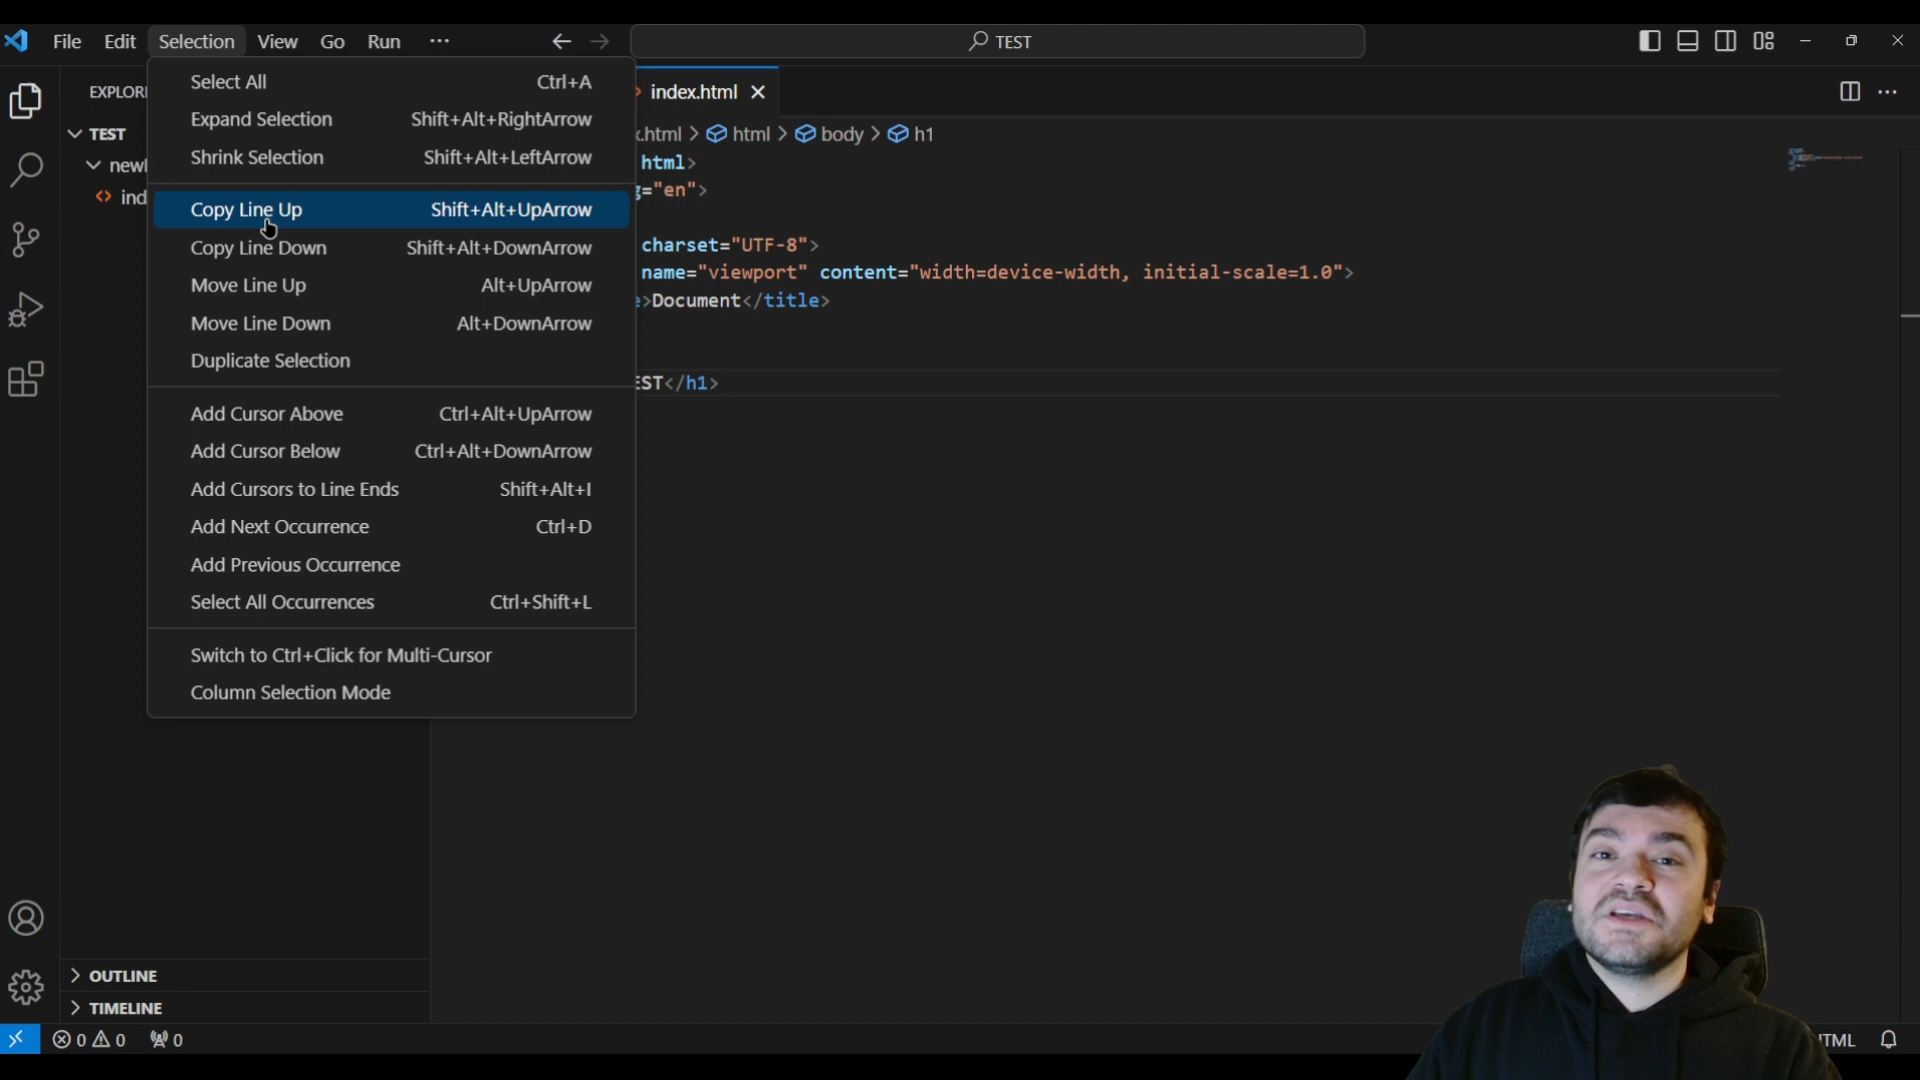 File Edit Selection View Go Run ··· TEST
Select All Ctrl+A
Expand Selection Shift+Alt+RightArrow
Shrink Selection Shift+Alt+LeftArrow
Copy Line Up Shift+Alt+UpArrow
Copy Line Down Shift+Alt+DownArrow
Move Line Up Alt+UpArrow
Move Line Down Alt+DownArrow
Duplicate Selection
Add Cursor Above Ctrl+Alt+UpArrow
Add Cursor Below Ctrl+Alt+DownArrow
Add Cursors to Line Ends Shift+Alt+I
Add Next Occurrence Ctrl+D
Add Previous Occurrence
Select All Occurrences Ctrl+Shift+L
Switch to Ctrl+Click for Multi-Cursor
Column Selection Mode
EXPLOR
TEST
new
ind
OUTLINE
TIMELINE
index.html
.html > html > body > h1
html>
="en">
charset="UTF-8">
name="viewport" content="width=device-width, initial-scale=1.0">
>Document</title>
EST</h1>
0 0 0
TML